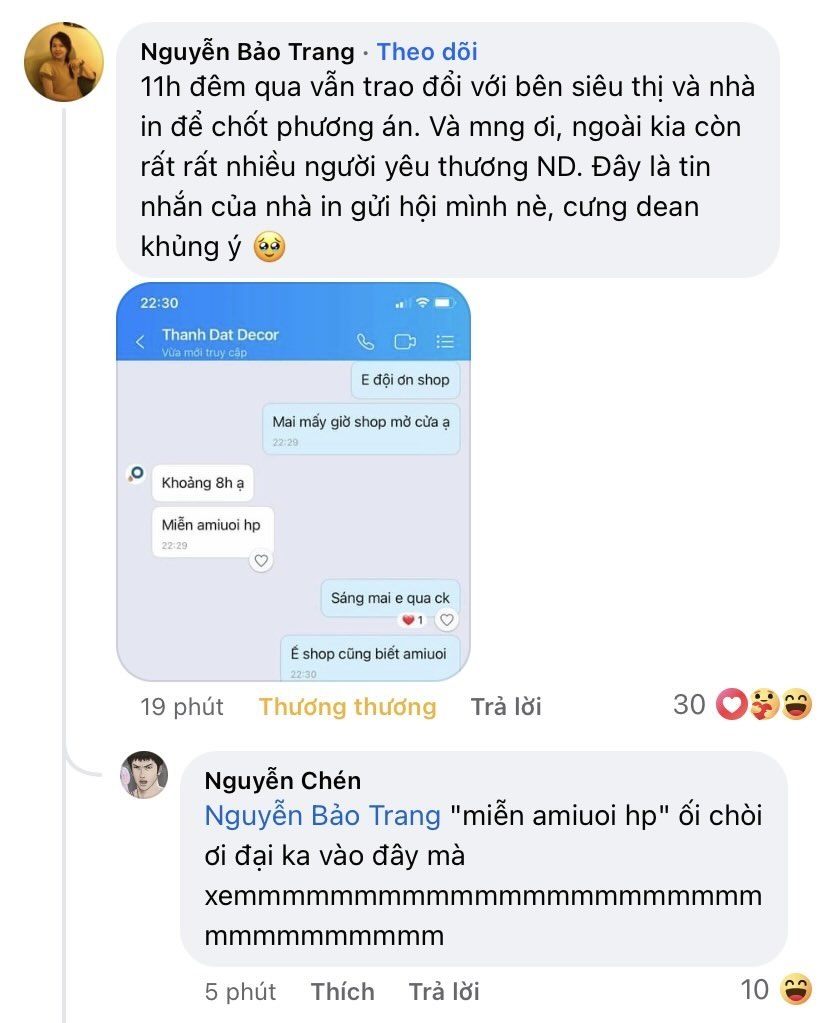 Nguyễn Bảo Trang · Theo dõi
11h đêm qua vẫn trao đổi với bên siêu thị và nhà
in để chốt phương án. Và mng ơi, ngoài kia còn
rất rất nhiều người yêu thương ND. Đây là tin
nhắn của nhà in gửi hội mình nè, cưng dean
khủng ý 🥹
22:30
Thanh Dat Decor
Vừa mới truy cập
E đội ơn shop
Mai mấy giờ shop mở cửa ạ
22:29
Khoảng 8h ạ
Miễn amiuoi hp
22:29
Sáng mai e qua ck
1
Ế shop cũng biết amiuoi
22:30
19 phút Thương thương Trả lời 30
Nguyễn Chén
Nguyễn Bảo Trang "miễn amiuoi hp" ối chòi
ơi đại ka vào đây mà
xemmmmmmmmmmmmmmmmmmmmmm
mmmmmmmmmm
5 phút Thích Trả lời 10